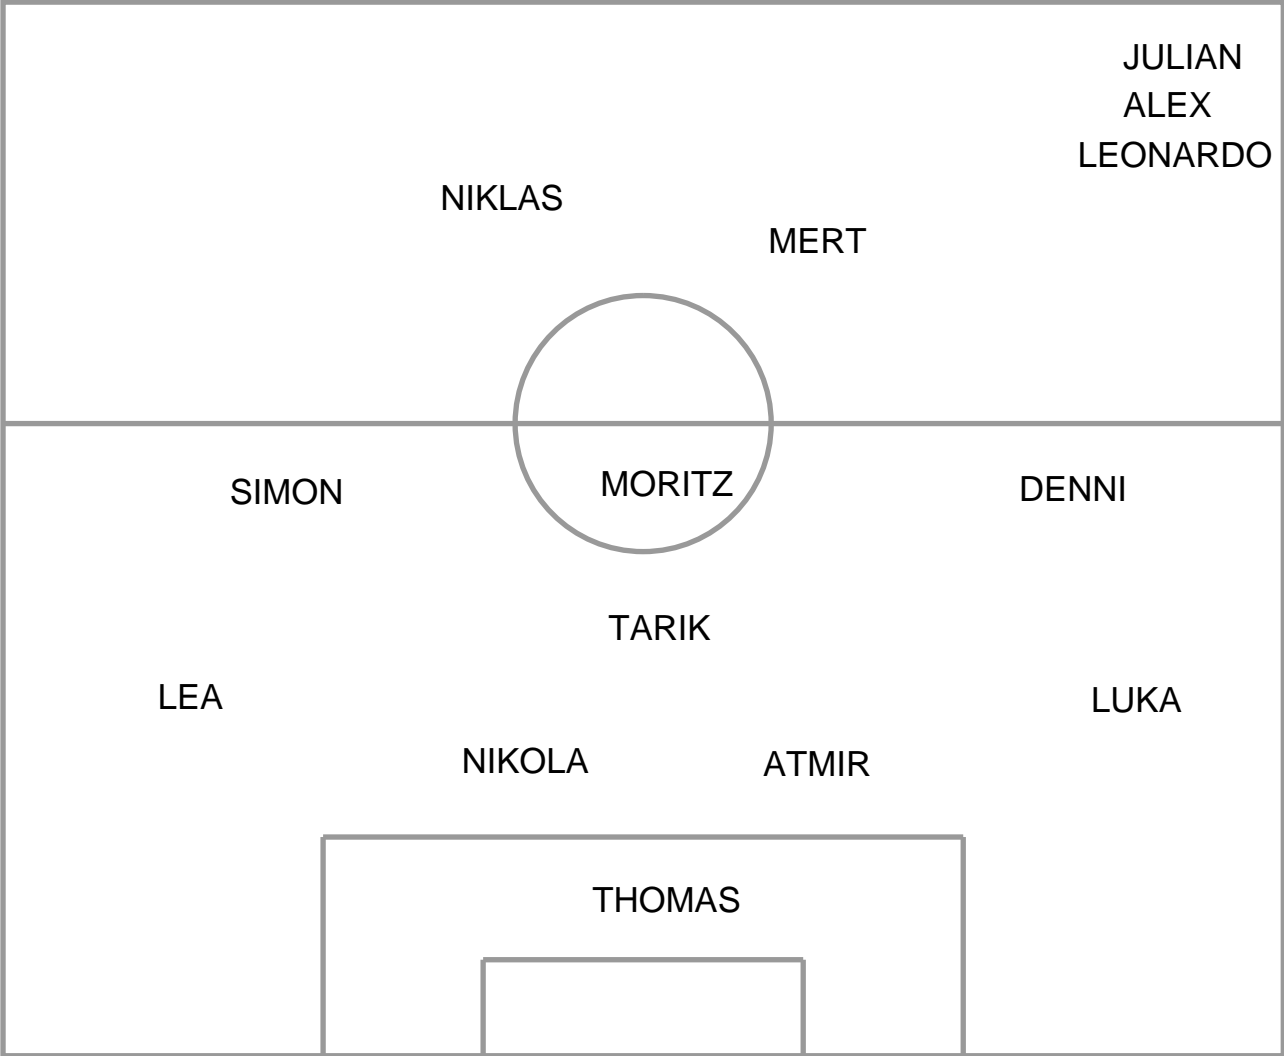 JULIAN
ALEX
LEONARDO
NIKLAS
MERT
SIMON
MORITZ
DENNI
TARIK
LEA
LUKA
NIKOLA
ATMIR
THOMAS